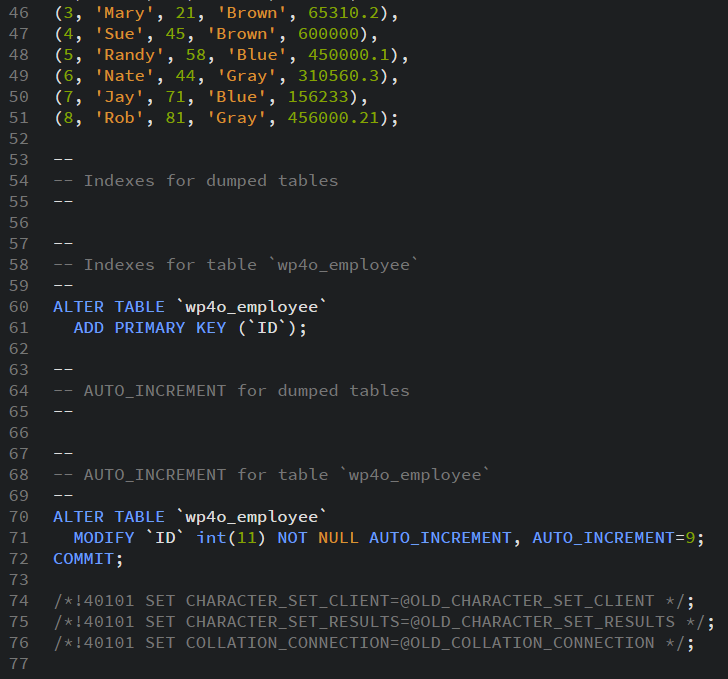 46 (3, 'Mary', 21, 'Brown', 65310.2),
47 (4, 'Sue', 45, 'Brown', 600000),
48 (5, 'Randy', 58, 'Blue', 450000.1),
49 (6, 'Nate', 44, 'Gray', 310560.3),
50 (7, 'Jay', 71, 'Blue', 156233),
51 (8, 'Rob', 81, 'Gray', 456000.21);
52
53 --
54 -- Indexes for dumped tables
55 --
56
57 --
58 -- Indexes for table `wp4o_employee`
59 --
60 ALTER TABLE `wp4o_employee`
61   ADD PRIMARY KEY (`ID`);
62
63 --
64 -- AUTO_INCREMENT for dumped tables
65 --
66
67 --
68 -- AUTO_INCREMENT for table `wp4o_employee`
69 --
70 ALTER TABLE `wp4o_employee`
71   MODIFY `ID` int(11) NOT NULL AUTO_INCREMENT, AUTO_INCREMENT=9;
72 COMMIT;
73
74 /*!40101 SET CHARACTER_SET_CLIENT=@OLD_CHARACTER_SET_CLIENT */;
75 /*!40101 SET CHARACTER_SET_RESULTS=@OLD_CHARACTER_SET_RESULTS */;
76 /*!40101 SET COLLATION_CONNECTION=@OLD_COLLATION_CONNECTION */;
77